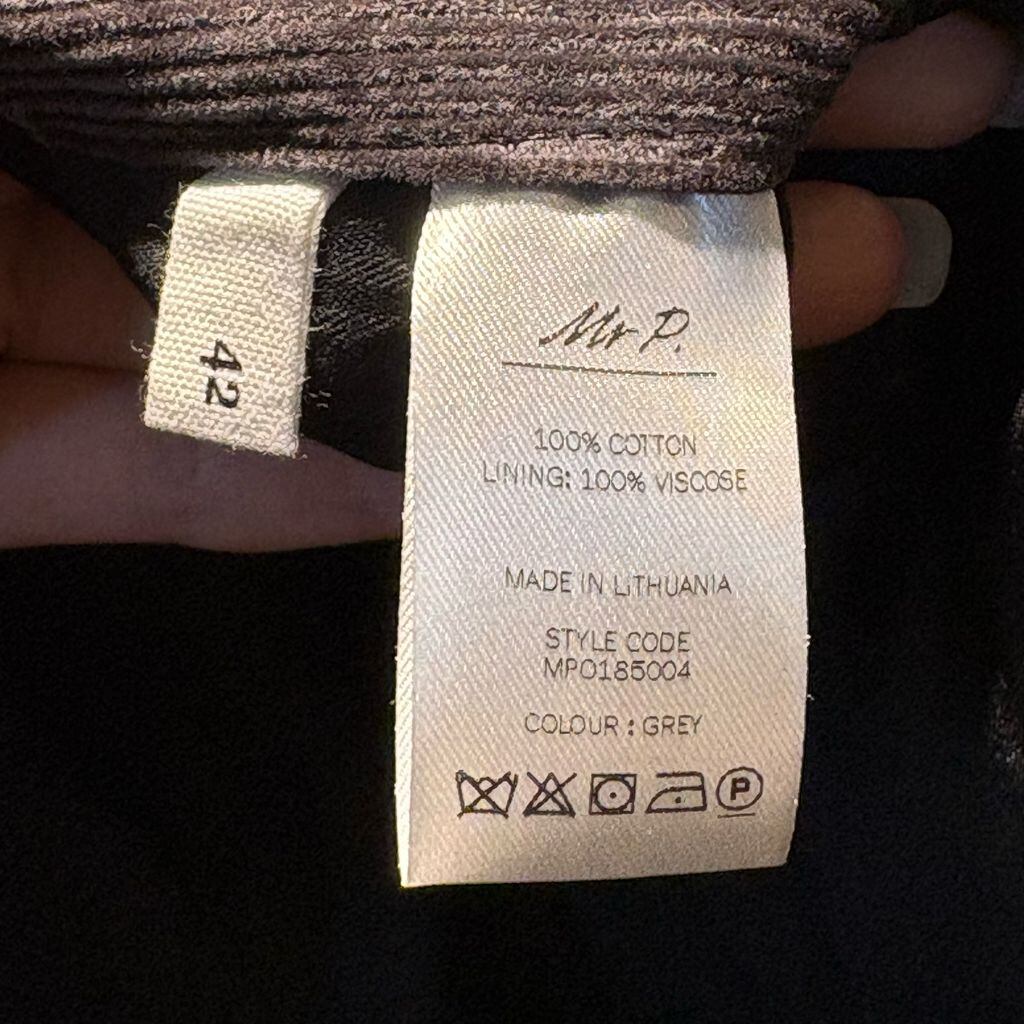 42
Mr P.
100% COTTON
LINING: 100% VISCOSE
MADE IN LITHUANIA
STYLE CODE
MP0185004
COLOUR : GREY
P